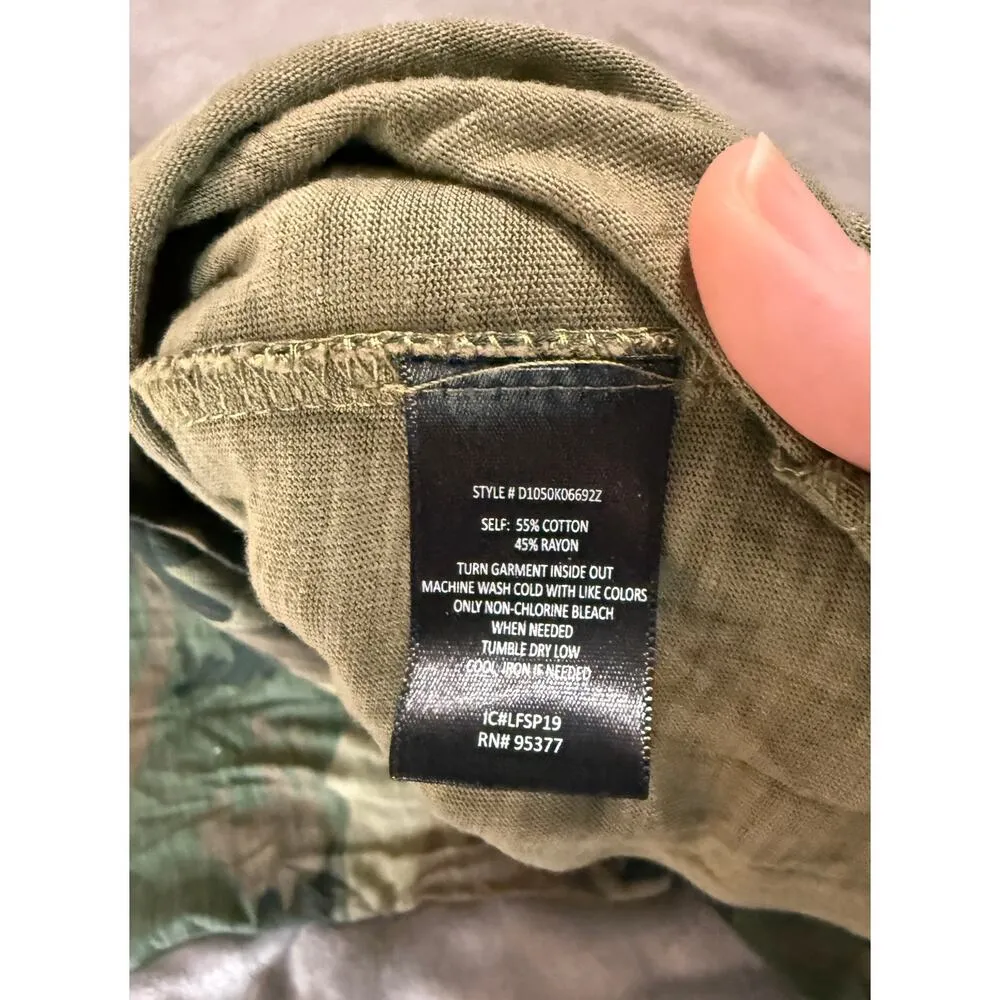 STYLE # D1050K06692Z
SELF: 55% COTTON
45% RAYON
TURN GARMENT INSIDE OUT
MACHINE WASH COLD WITH LIKE COLORS
ONLY NON-CHLORINE BLEACH
WHEN NEEDED
TUMBLE DRY LOW
COOL IRON IF NEEDED
IC#LFSP19
RN# 95377